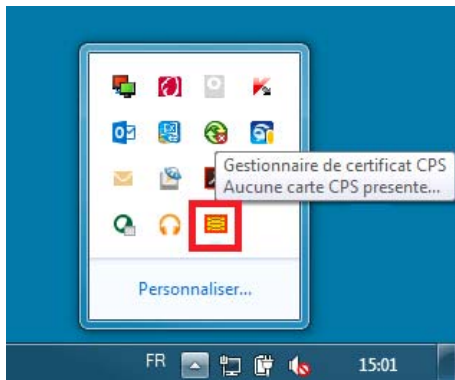 Gestionnaire de certificat CPS
Aucune carte CPS presente...
Personnaliser...
FR
15:01